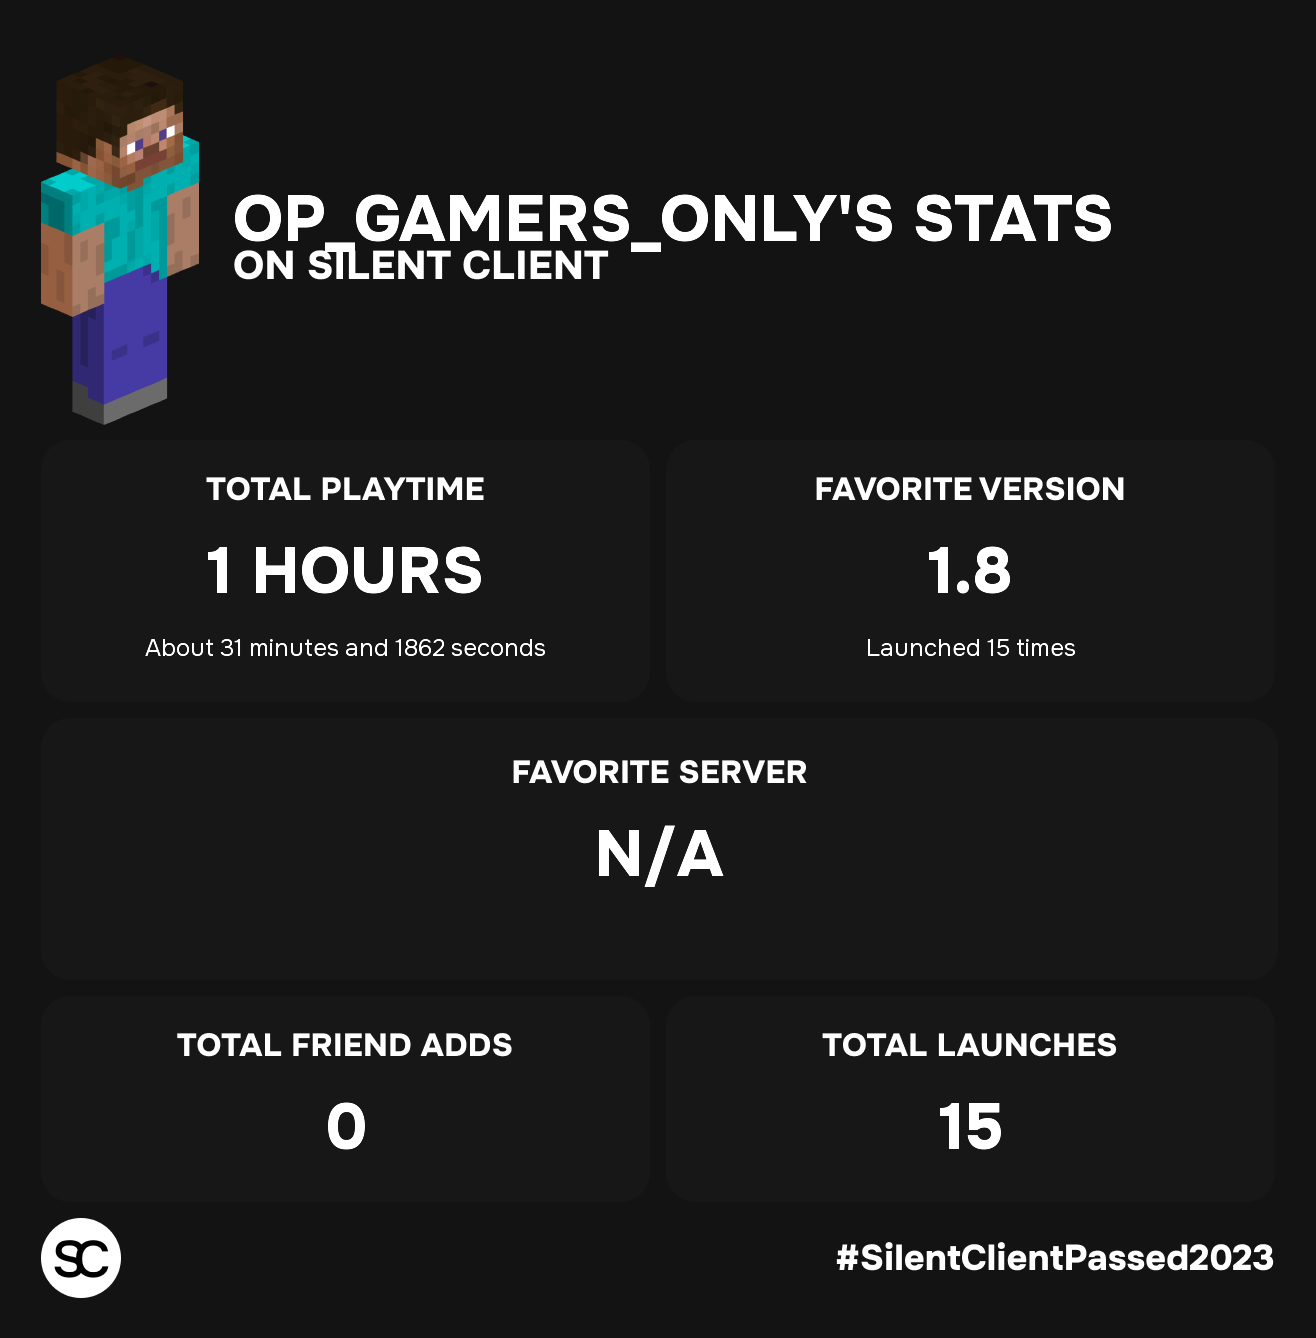 OP_GAMERS_ONLY'S STATS
ON SILENT CLIENT
TOTAL PLAYTIME
1 HOURS
About 31 minutes and 1862 seconds
FAVORITE VERSION
1.8
Launched 15 times
FAVORITE SERVER
N/A
TOTAL FRIEND ADDS
0
TOTAL LAUNCHES
15
SC
#SilentClientPassed2023